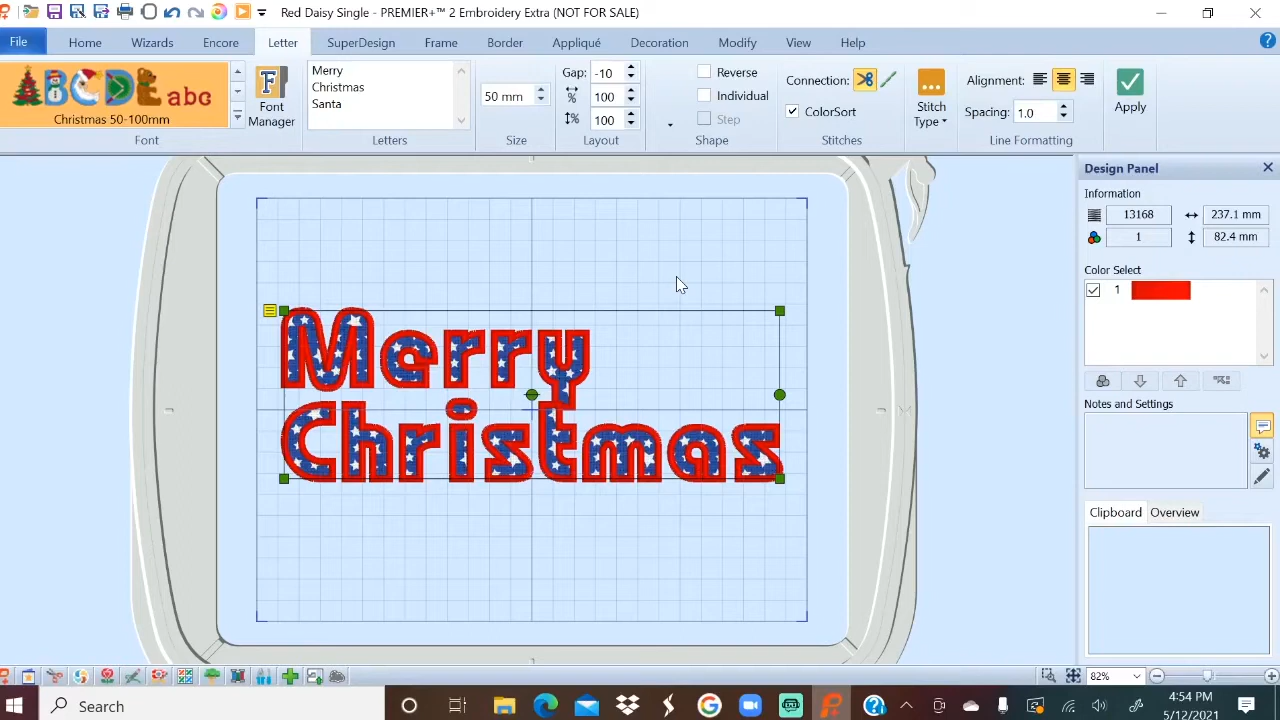 Red Daisy Single - PREMIER+™ 2 Embroidery Extra (NOT FOR SALE)
File Home Wizards Encore Letter SuperDesign Frame Border Appliqué Decoration Modify View Help
ABCDE abc
Christmas 50-100mm
Font
Font Manager
Merry
Christmas
Santa
Letters
50 mm
Size
Gap: -10
100
100
Layout
Reverse
Individual
Step
Shape
Connection:
ColorSort
Stitches
Stitch Type
Alignment:
Spacing: 1.0
Line Formatting
Apply
Merry
Christmas
Design Panel
Information
13168 237.1 mm
1 82.4 mm
Color Select
1
Notes and Settings
Clipboard Overview
82%
Search
4:54 PM
5/12/2021